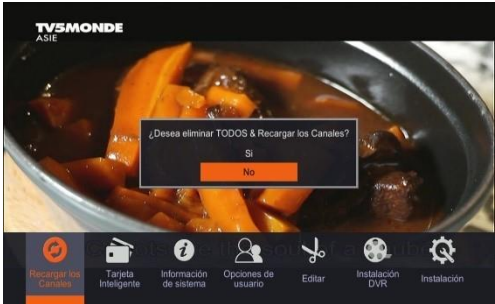 TV5MONDE
ASIE
¿Desea eliminar TODOS & Recargar los Canales?
Si
No
Recargar los
Canales
Tarjeta
Inteligente
Información
de sistema
Opciones de
usuario
Editar
Instalación
DVR
Instalación